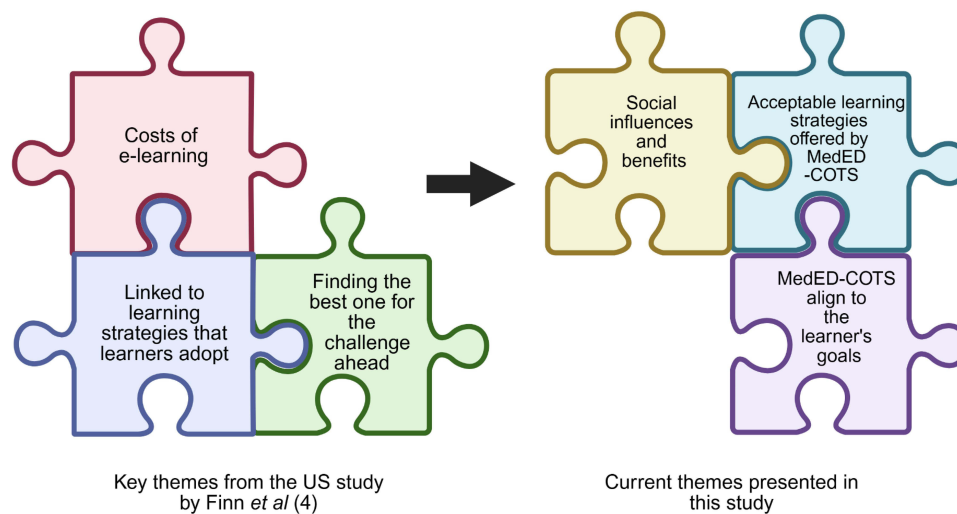 Costs of
e-learning
Linked to
learning
strategies that
learners adopt
Finding the
best one for
the
challenge
ahead
Key themes from the US study
by Finn et al (4)
Social
influences
and
benefits
Acceptable learning
strategies
offered by
MedED
-COTS
MedED-COTS
align to
the
learner's
goals
Current themes presented in
this study